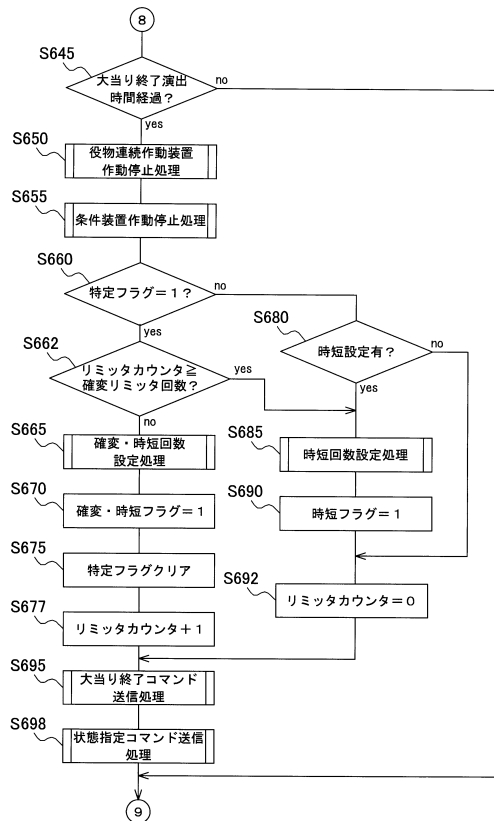 8
S645
大当り終了演出
時間経過？
no
yes
S650
役物連続作動装置
作動停止処理
S655
条件装置作動停止処理
S660
特定フラグ＝１？
no
yes
S680
時短設定有？
no
yes
S662
リミッタカウンタ≧
確変リミッタ回数？
yes
no
S665
確変・時短回数
設定処理
S685
時短回数設定処理
S670
確変・時短フラグ＝１
S690
時短フラグ＝１
S675
特定フラグクリア
S692
リミッタカウンタ＝０
S677
リミッタカウンタ＋１
S695
大当り終了コマンド
送信処理
S698
状態指定コマンド送信
処理
9